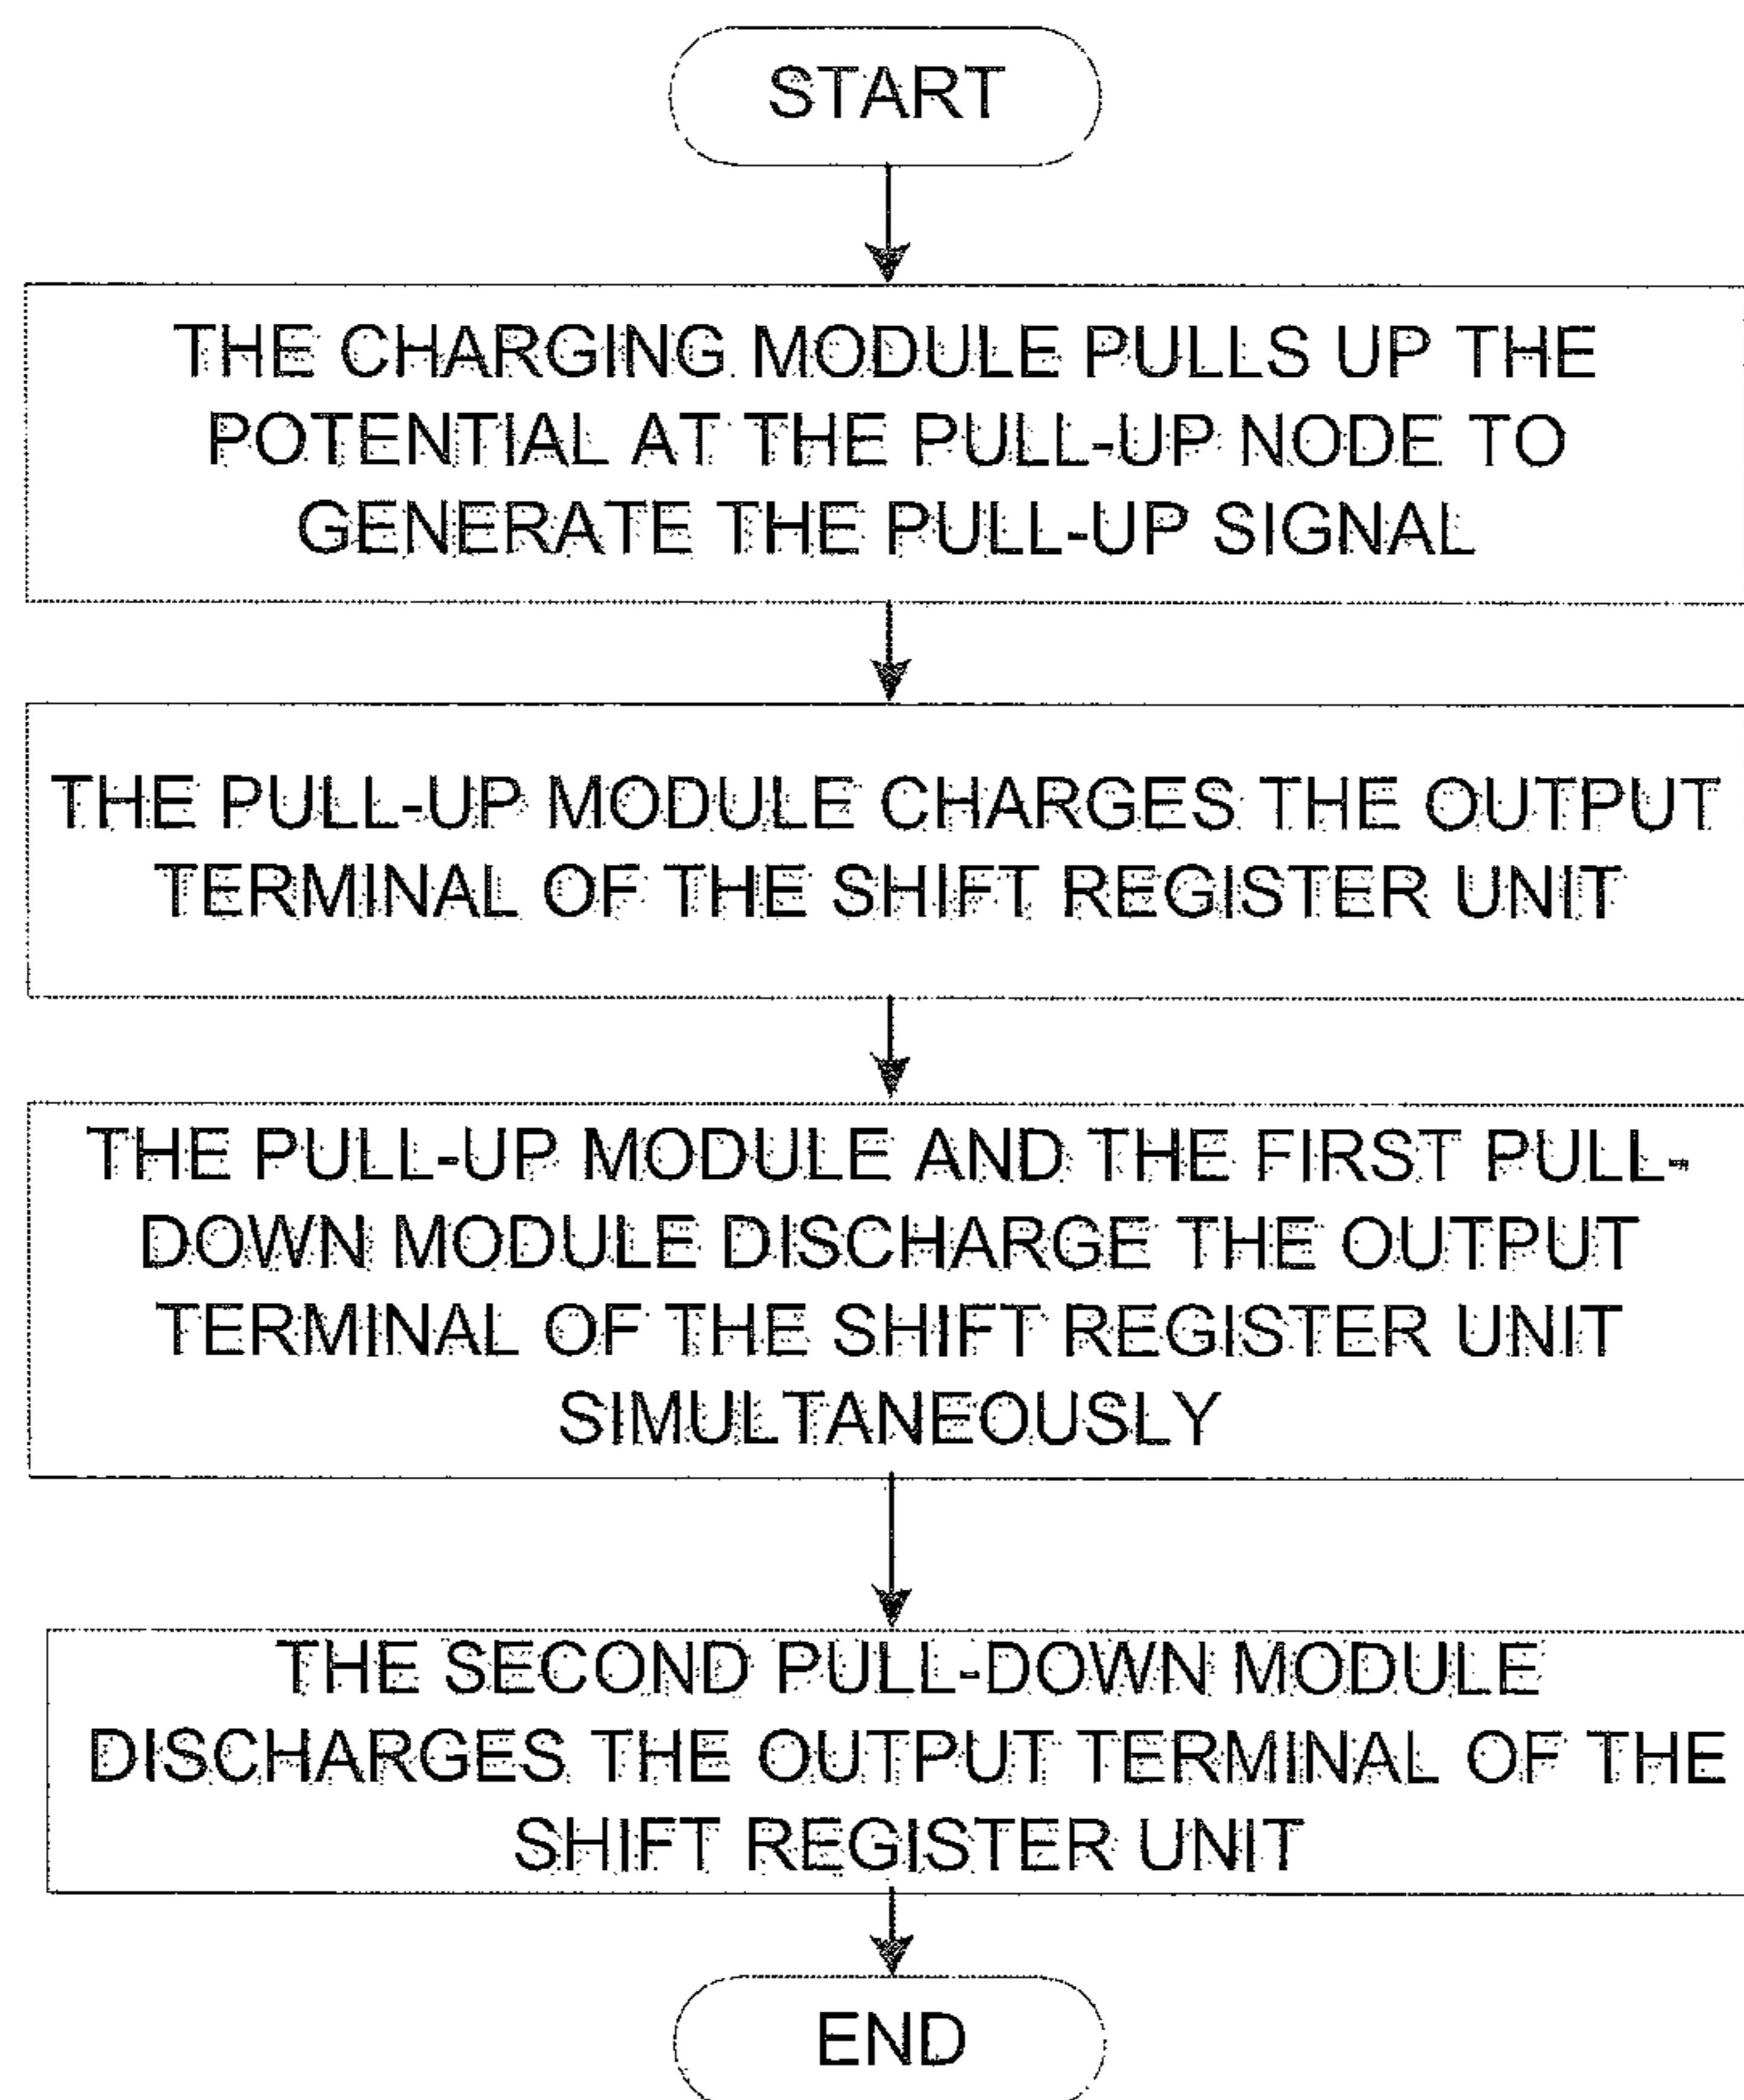 START
THE CHARGING MODULE PULLS UP THE
POTENTIAL AT THE PULL-UP NODE TO
GENERATE THE PULL-UP SIGNAL
THE PULL-UP MODULE CHARGES THE OUTPUT
TERMINAL OF THE SHIFT REGISTER UNIT
THE PULL-UP MODULE AND THE FIRST PULL-
DOWN MODULE DISCHARGE THE OUTPUT
TERMINAL OF THE SHIFT REGISTER UNIT
SIMULTANEOUSLY
THE SECOND PULL-DOWN MODULE
DISCHARGES THE OUTPUT TERMINAL OF THE
SHIFT REGISTER UNIT
END